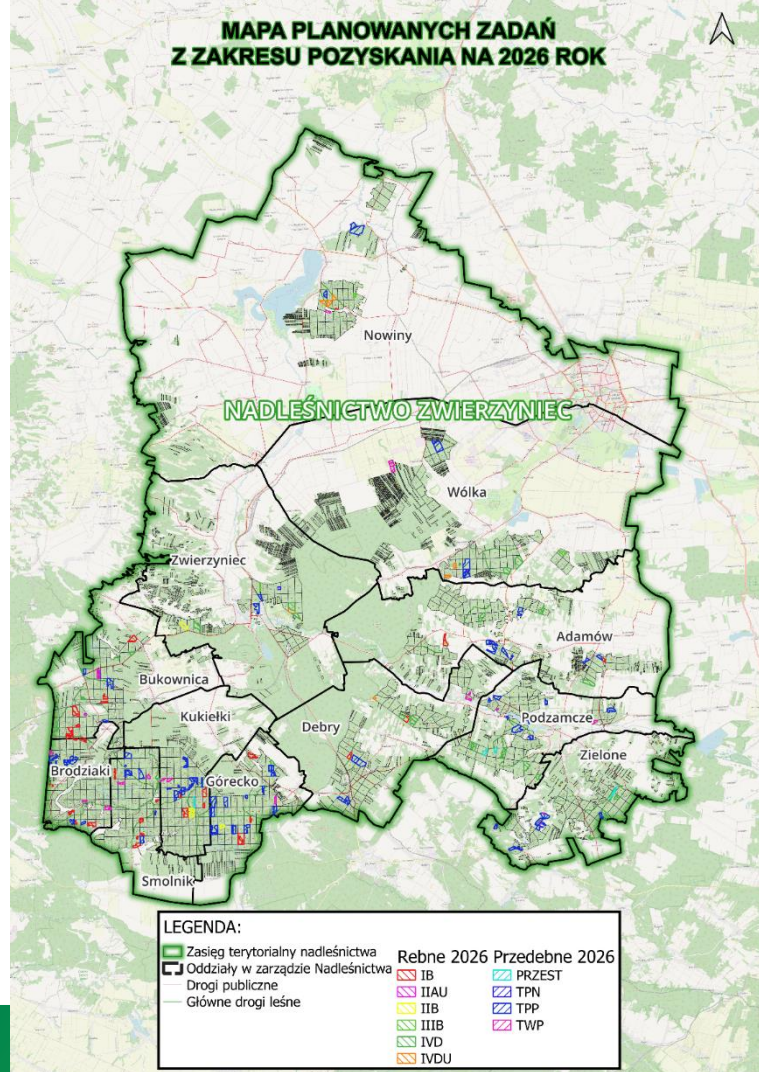 MAPA PLANOWANYCH ZADAŃ
Z ZAKRESU POZYSKANIA NA 2026 ROK
Nowiny
NADLEŚNICTWO ZWIERZYNIEC
Wólka
Zwierzyniec
Adamów
Bukownica
Kukiełki
Debry
Podzamcze
Zielone
Brodziaki
Górecko
Smolnik
LEGENDA:
Zasięg terytorialny nadleśnictwa
Oddziały w zarządzie Nadleśnictwa
Drogi publiczne
Główne drogi leśne
Rebne 2026
IB
IIAU
IIB
IIIB
IVD
IVDU
Przedebne 2026
PRZEST
TPN
TPP
TWP